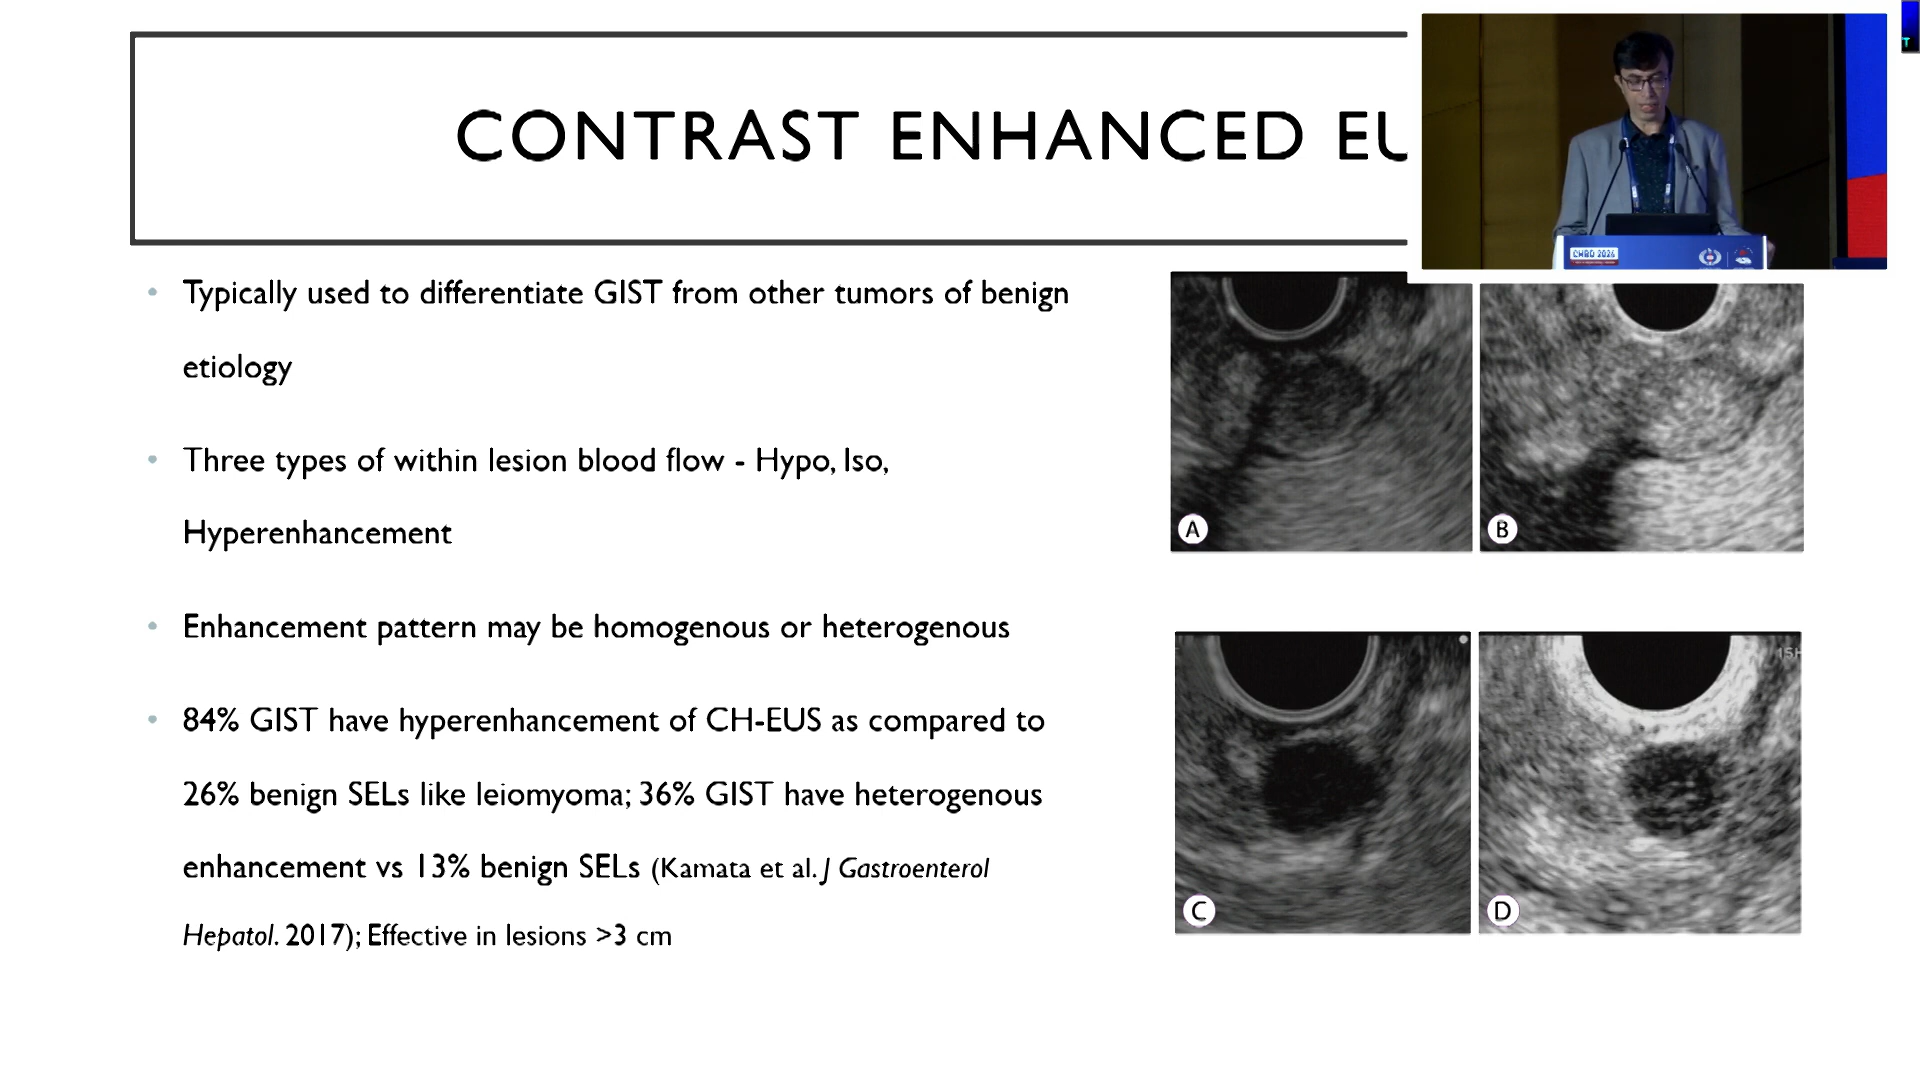 CONTRAST ENHANCED EU
• Typically used to differentiate GIST from other tumors of benign
etiology
• Three types of within lesion blood flow - Hypo, Iso,
Hyperenhancement
• Enhancement pattern may be homogenous or heterogenous
• 84% GIST have hyperenhancement of CH-EUS as compared to
26% benign SELs like leiomyoma; 36% GIST have heterogenous
enhancement vs 13% benign SELs (Kamata et al. J Gastroenterol
Hepatol. 2017); Effective in lesions >3 cm
A
B
C
D
15H
T